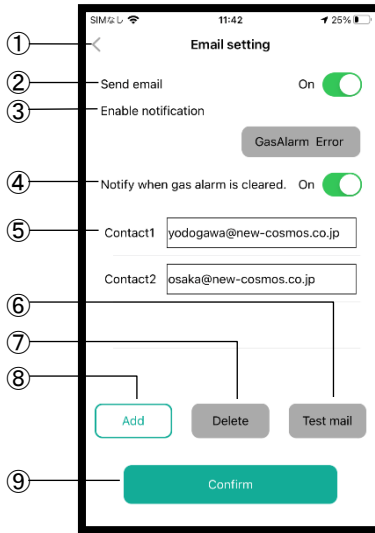 SIMなし 11:42 25%
① Email setting
② Send email On
③ Enable notification
GasAlarm Error
④ Notify when gas alarm is cleared. On
⑤ Contact1 yodogawa@new-cosmos.co.jp
Contact2 osaka@new-cosmos.co.jp
⑥
⑦
⑧
Add Delete Test mail
⑨ Confirm